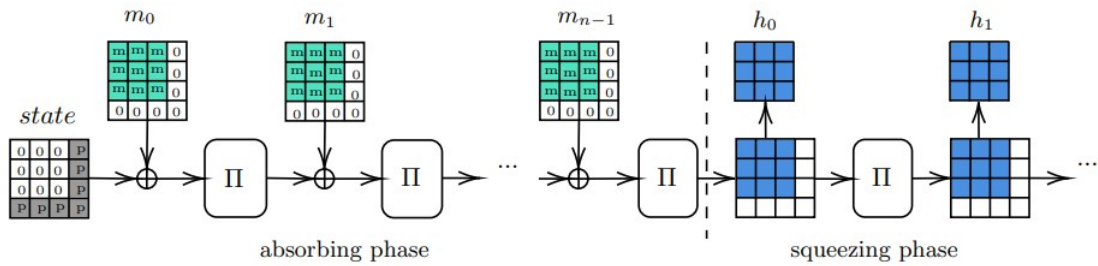 m₀ m₁ mₙ₋₁ h₀ h₁
m m m 0 m m m 0 m m m 0
m m m 0 m m m 0 m m m 0
m m m 0 m m m 0 m m m 0
0 0 0 0 0 0 0 0 0 0 0 0
state
0 0 0 p
0 0 0 p
0 0 0 p
p p p p
Π Π ... Π Π ...
absorbing phase squeezing phase